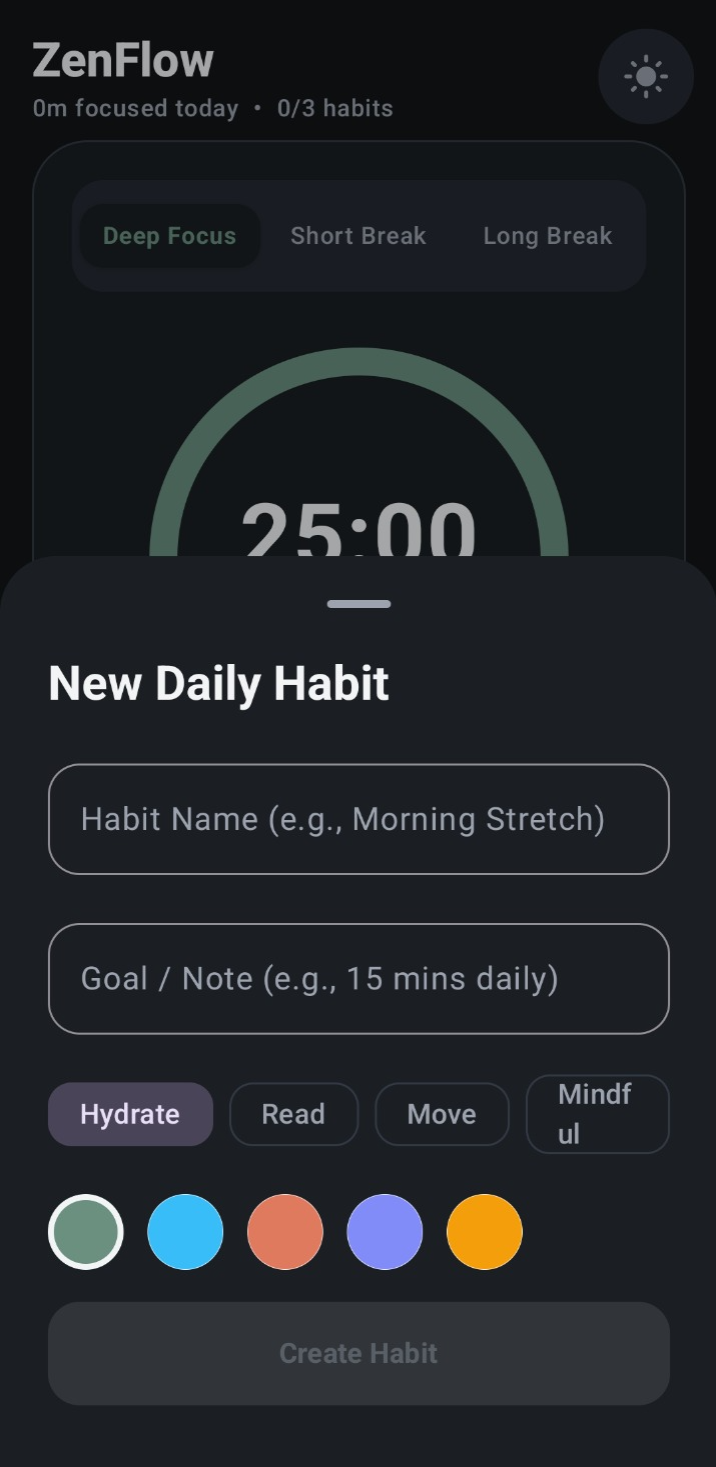 ZenFlow
0m focused today • 0/3 habits
Deep Focus Short Break Long Break
25:00
New Daily Habit
Habit Name (e.g., Morning Stretch)
Goal / Note (e.g., 15 mins daily)
Hydrate Read Move Mindf
ul
Create Habit